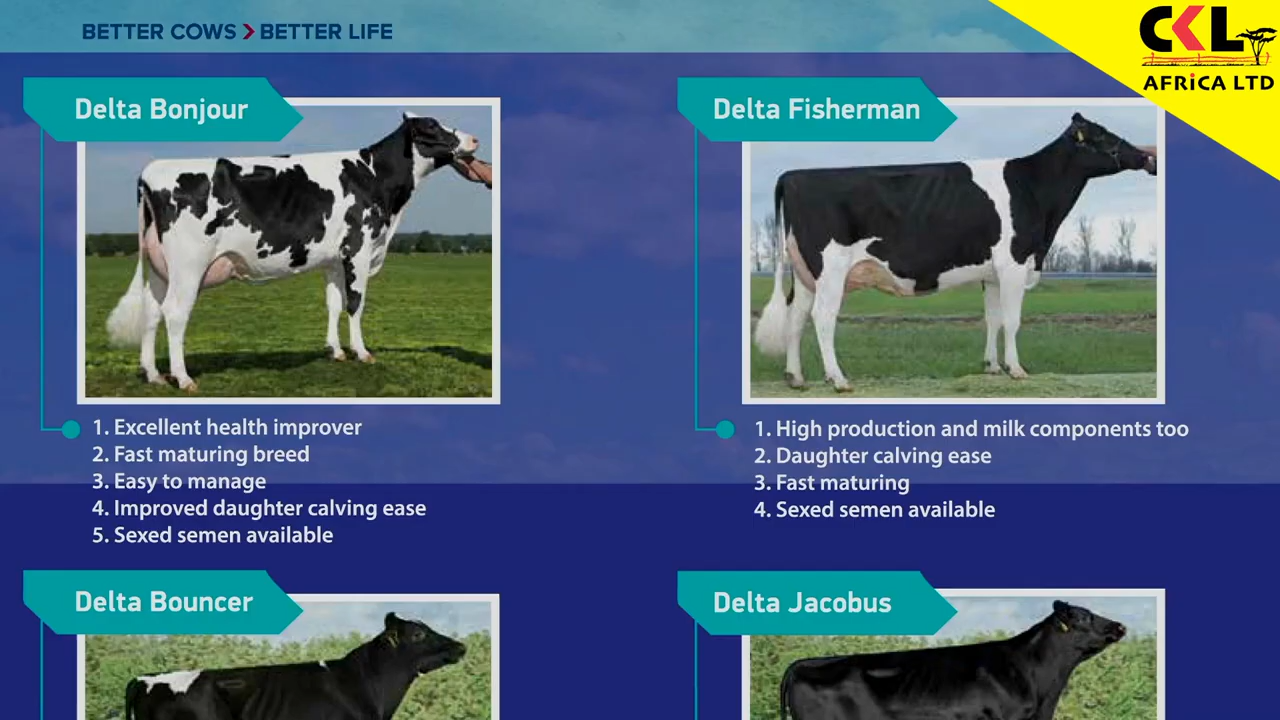 BETTER COWS > BETTER LIFE
CKL
AFRICA LTD
Delta Bonjour
1. Excellent health improver
2. Fast maturing breed
3. Easy to manage
4. Improved daughter calving ease
5. Sexed semen available
Delta Fisherman
1. High production and milk components too
2. Daughter calving ease
3. Fast maturing
4. Sexed semen available
Delta Bouncer
Delta Jacobus